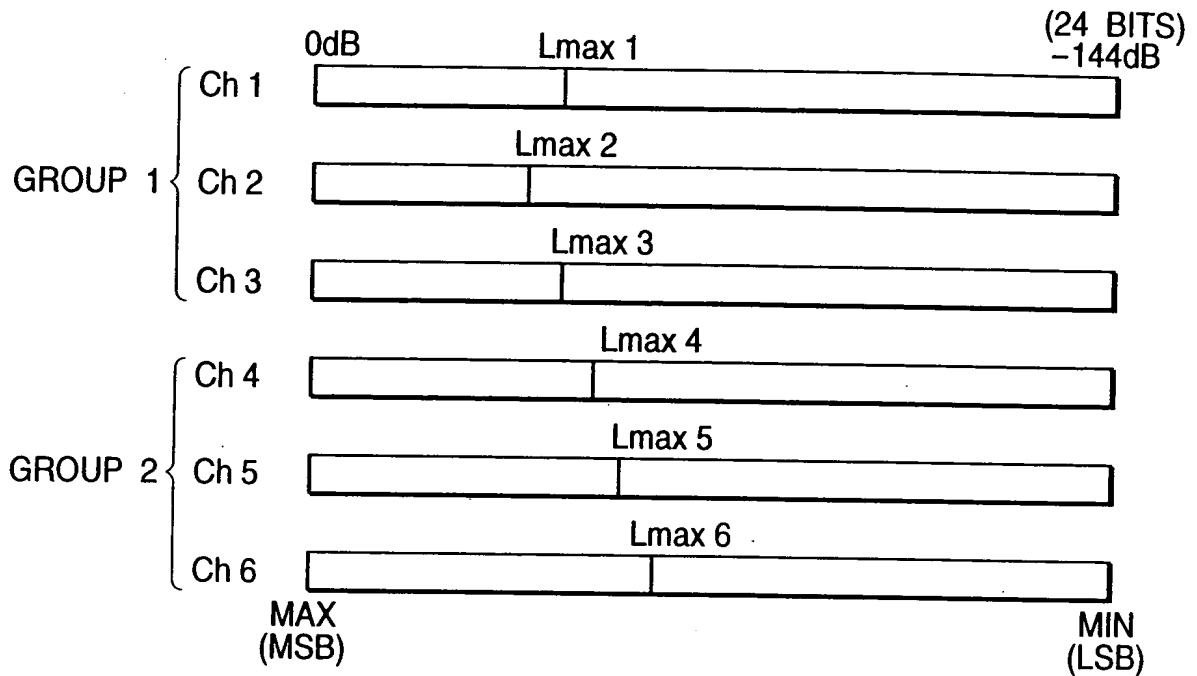 (24 BITS)
0dB Lmax 1 -144dB
Ch 1
Lmax 2
GROUP 1 Ch 2
Lmax 3
Ch 3
Lmax 4
Ch 4
Lmax 5
GROUP 2 Ch 5
Lmax 6
Ch 6
MAX MIN
(MSB) (LSB)